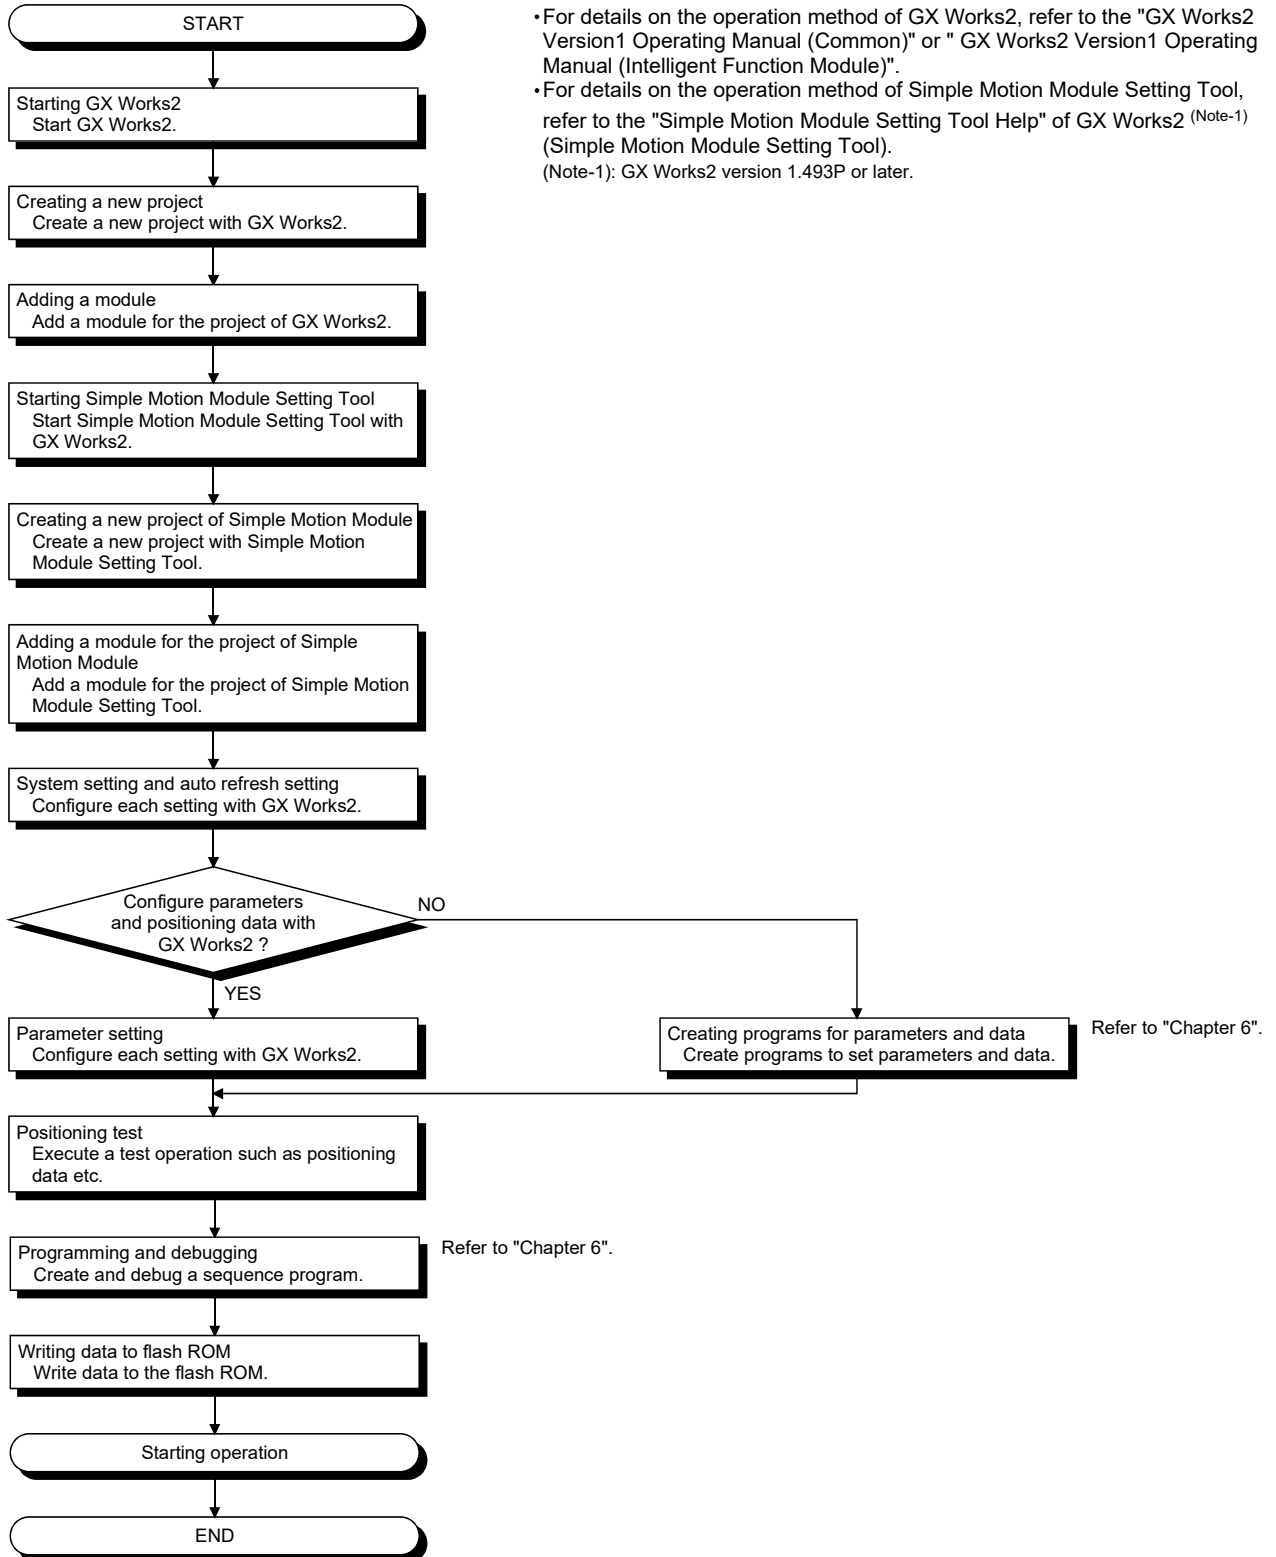 START
・For details on the operation method of GX Works2, refer to the "GX Works2
Version1 Operating Manual (Common)" or " GX Works2 Version1 Operating
Manual (Intelligent Function Module)".
・For details on the operation method of Simple Motion Module Setting Tool,
refer to the "Simple Motion Module Setting Tool Help" of GX Works2 (Note-1)
(Simple Motion Module Setting Tool).
(Note-1): GX Works2 version 1.493P or later.
Starting GX Works2
Start GX Works2.
Creating a new project
Create a new project with GX Works2.
Adding a module
Add a module for the project of GX Works2.
Starting Simple Motion Module Setting Tool
Start Simple Motion Module Setting Tool with
GX Works2.
Creating a new project of Simple Motion Module
Create a new project with Simple Motion
Module Setting Tool.
Adding a module for the project of Simple
Motion Module
Add a module for the project of Simple Motion
Module Setting Tool.
System setting and auto refresh setting
Configure each setting with GX Works2.
Configure parameters
and positioning data with
GX Works2 ?
NO
YES
Parameter setting
Configure each setting with GX Works2.
Creating programs for parameters and data
Create programs to set parameters and data.
Refer to "Chapter 6".
Positioning test
Execute a test operation such as positioning
data etc.
Programming and debugging
Create and debug a sequence program.
Refer to "Chapter 6".
Writing data to flash ROM
Write data to the flash ROM.
Starting operation
END